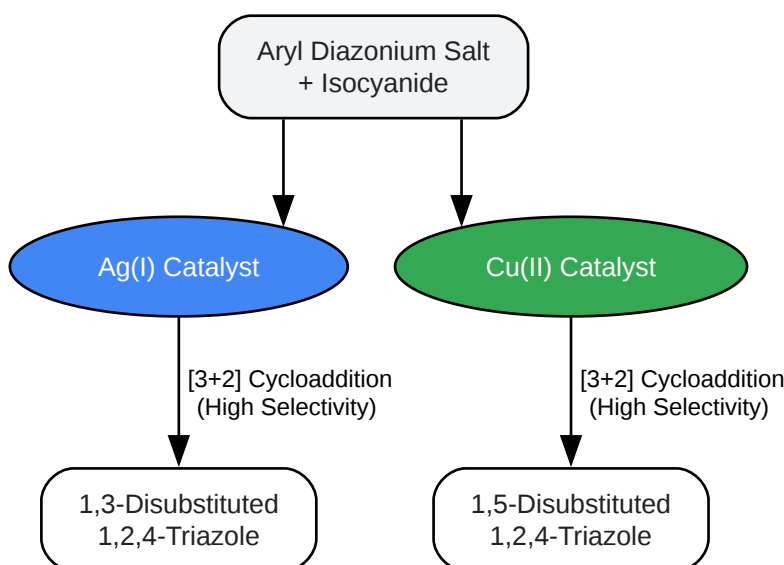 Aryl Diazonium Salt
+ Isocyanide
Ag(I) Catalyst
Cu(II) Catalyst
[3+2] Cycloaddition
(High Selectivity)
[3+2] Cycloaddition
(High Selectivity)
1,3-Disubstituted
1,2,4-Triazole
1,5-Disubstituted
1,2,4-Triazole